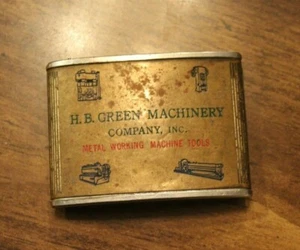 H.B. GREEN MACHINERY
COMPANY, INC.
METAL WORKING MACHINE TOOLS